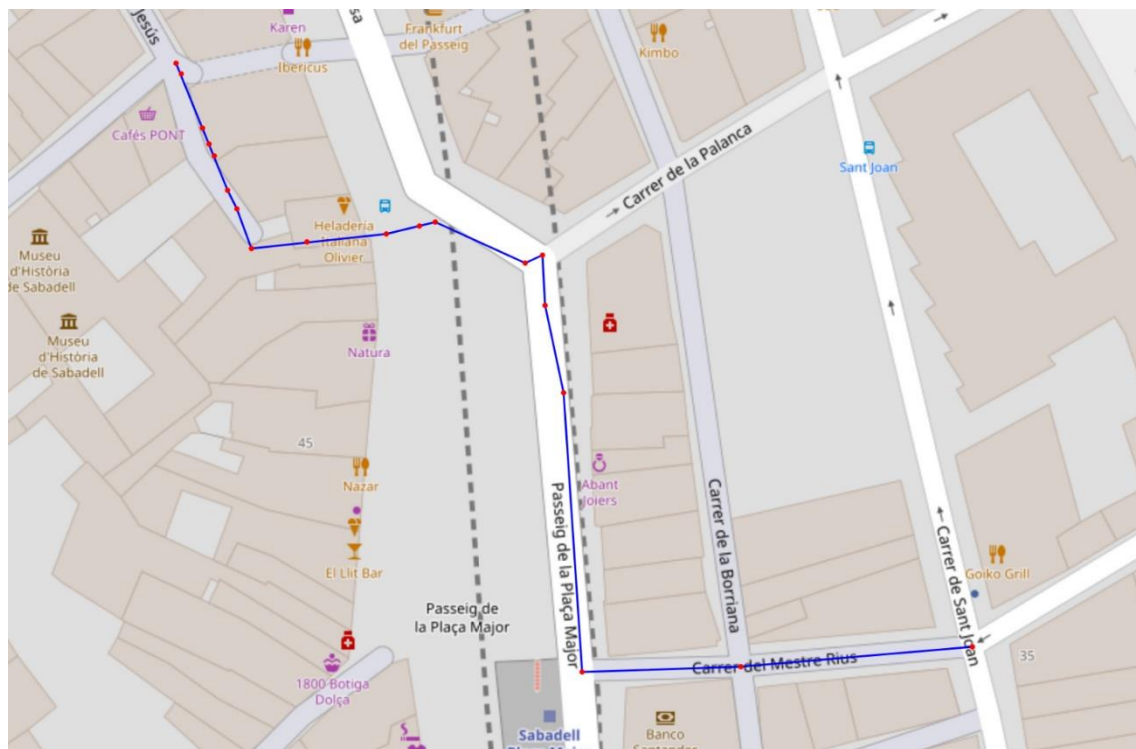 Jesús
Karen
Ibericus
Frankfurt
del Passeig
Kimbo
Cafés PONT
Carrer de la Palanca
Sant Joan
Heladería
Italiana
Olivier
Museu
d'Història
de Sabadell
Museu
d'Història
de Sabadell
Natura
45
Nazar
Abant
Joiers
El Llit Bar
Passeig de la Plaça Major
Carrer de la Borriana
Carrer de Sant Joan
Goiko Grill
Passeig de
la Plaça Major
Carrer del Mestre Rius
35
1800 Botiga
Dolça
Sabadell
Banco